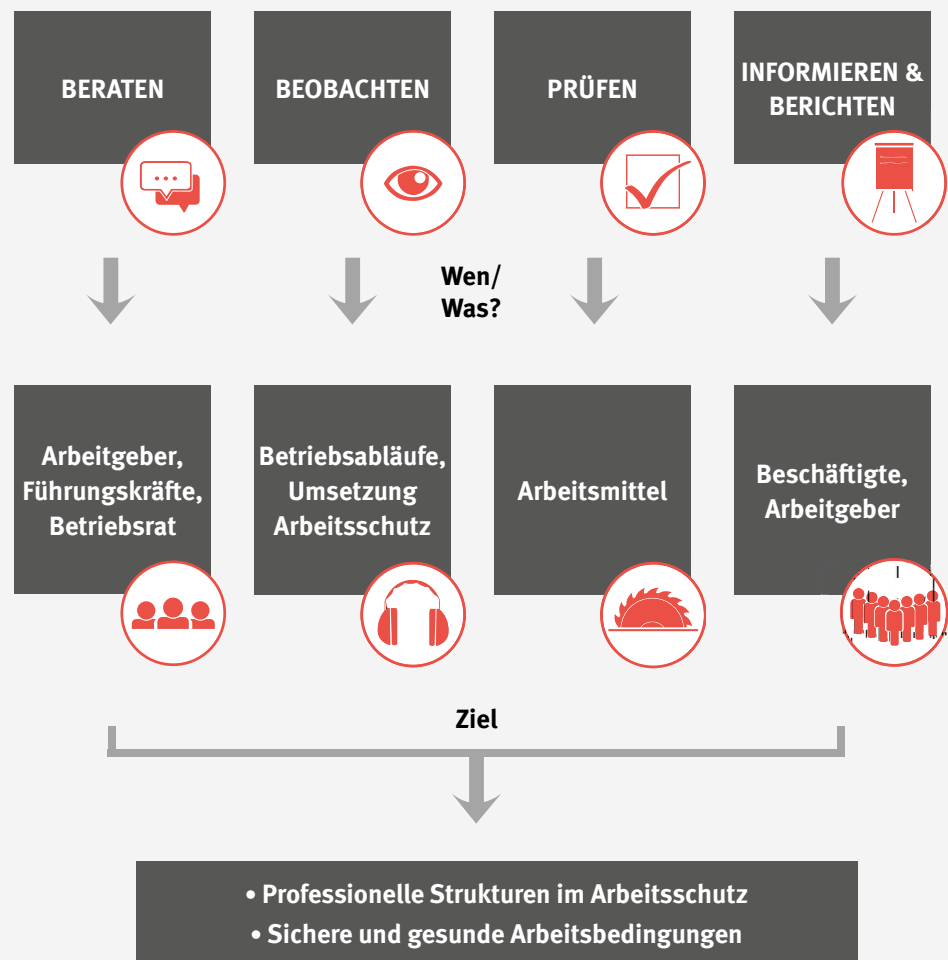 BERATEN
BEOBACHTEN
PRÜFEN
INFORMIEREN &
BERICHTEN
Wen/
Was?
Arbeitgeber,
Führungskräfte,
Betriebsrat
Betriebsabläufe,
Umsetzung
Arbeitsschutz
Arbeitsmittel
Beschäftigte,
Arbeitgeber
Ziel
• Professionelle Strukturen im Arbeitsschutz
• Sichere und gesunde Arbeitsbedingungen